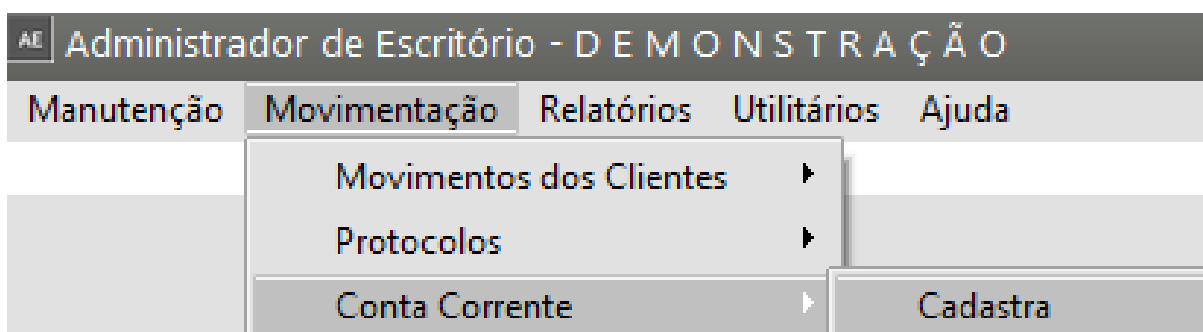 AE Administrador de Escritório - D E M O N S T R A Ç Ã O
Manutenção Movimentação Relatórios Utilitários Ajuda
Movimentos dos Clientes
Protocolos
Conta Corrente Cadastra